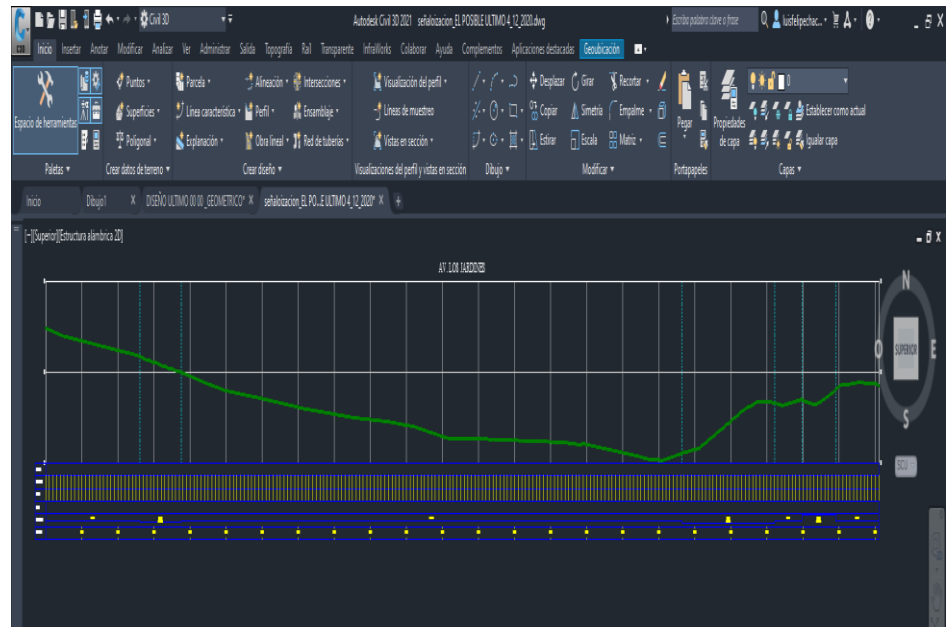 Civil 3D
Autodesk Civil 3D 2021 señaloizacion_EL POSIBLE ULTIMO 4_12_2020.dwg
Escriba palabra clave o frase
luisfelipechac...
C3D
Inicio Insertar Anotar Modificar Analizar Ver Administrar Salida Topografía Rail Transparente InfraWorks Colaborar Ayuda Complementos Aplicaciones destacadas Geoubicación
Espacio de herramientas
Puntos
Superficies
Poligonal
Parcela
Línea característica
Explanación
Alineación
Perfil
Obra lineal
Intersecciones
Ensamblaje
Red de tuberías
Visualización del perfil
Líneas de muestreo
Vistas en sección
Desplazar Girar Recortar
Copiar Simetría Empalme
Estirar Escala Matriz
Pegar
Propiedades de capa
0
Establecer como actual
Igualar capa
Paletas Crear datos de terreno Crear diseño Visualizaciones del perfil y vistas en sección Dibujo Modificar Portapapeles Capas
Inicio Dibujo1 X DISEÑO ULTIMO 00 00 _GEOMETRICO* X señaloizacion_EL PO...E ULTIMO 4_12_2020* X +
[-][Superior][Estructura alámbrica 2D]
AV. LOS JARDINES
N
O SUPERIOR E
S
SCU